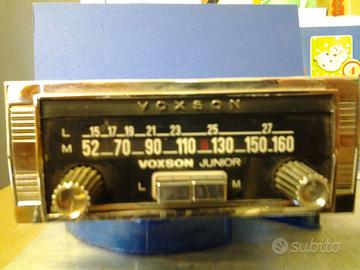 VOXSON
L 15 17 19 21 23 25 27
M 52 70 90 110 130 150 160
VOXSON JUNIOR
L M
subito